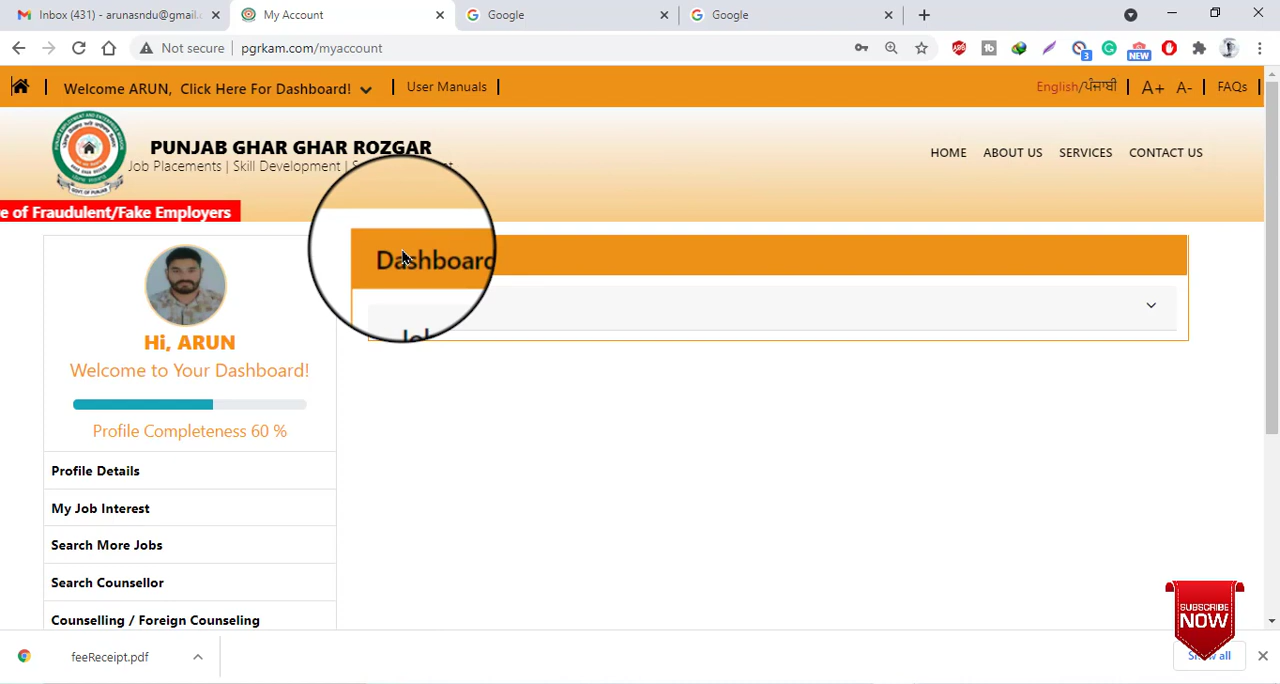 Inbox (431) - arunasndu@gmail.c
My Account
Google
Google
Not secure | pgrkam.com/myaccount
3
NEW
Welcome ARUN, Click Here For Dashboard! | User Manuals |
English/ਪੰਜਾਬੀ | A+ A- | FAQs |
PUNJAB GHAR GHAR ROZGAR
Job Placements | Skill Development |
HOME ABOUT US SERVICES CONTACT US
e of Fraudulent/Fake Employers
Dashboard
Job
Hi, ARUN
Welcome to Your Dashboard!
Profile Completeness 60 %
Profile Details
My Job Interest
Search More Jobs
Search Counsellor
Counselling / Foreign Counseling
SUBSCRIBE
NOW
feeReceipt.pdf
Show all